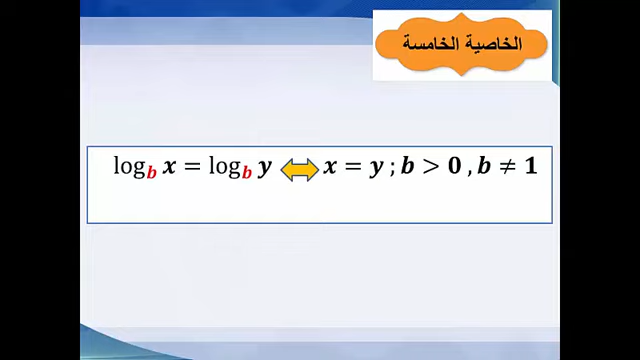 الخاصية الخامسة
log_b x = log_b y ⟺ x = y ; b > 0 , b ≠ 1